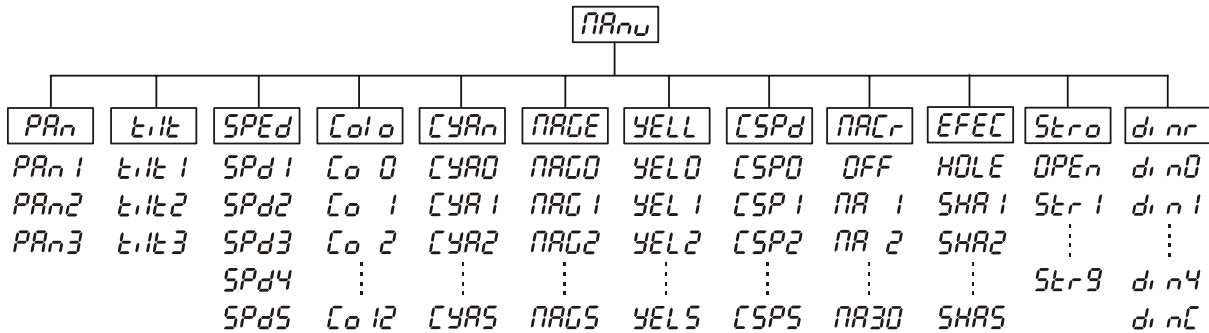 MAnu
PAn tilt SPEd Colo CYAn MAGE YELL CSPd MACr EFEC Stro dinr
PAn1 tilt1 SPd1 Co 0 CYA0 MAG0 YEL0 CSP0 OFF HOLE OPEn din0
PAn2 tilt2 SPd2 Co 1 CYA1 MAG1 YEL1 CSP1 MA 1 SHA1 Str1 din1
PAn3 tilt3 SPd3 Co 2 CYA2 MAG2 YEL2 CSP2 MA 2 SHA2
SPd4 Str9 din4
SPd5 Co12 CYA5 MAG5 YEL5 CSP5 MA30 SHA5 dinC